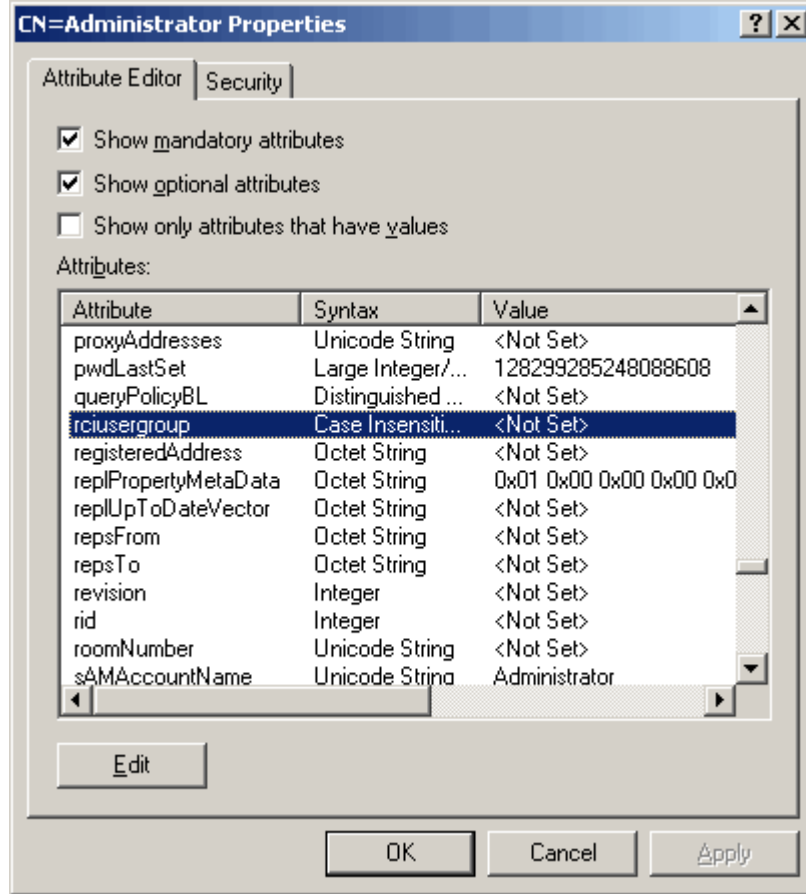 CN=Administrator Properties
Attribute Editor Security
Show mandatory attributes
Show optional attributes
Show only attributes that have values
Attributes:
Attribute Syntax Value
proxyAddresses Unicode String <Not Set>
pwdLastSet Large Integer/... 128299285248088608
queryPolicyBL Distinguished ... <Not Set>
rciusergroup Case Insensiti... <Not Set>
registeredAddress Octet String <Not Set>
replPropertyMetaData Octet String 0x01 0x00 0x00 0x00 0x0
replUpToDateVector Octet String <Not Set>
repsFrom Octet String <Not Set>
repsTo Octet String <Not Set>
revision Integer <Not Set>
rid Integer <Not Set>
roomNumber Unicode String <Not Set>
sAMAccountName Unicode String Administrator
Edit
OK Cancel Apply